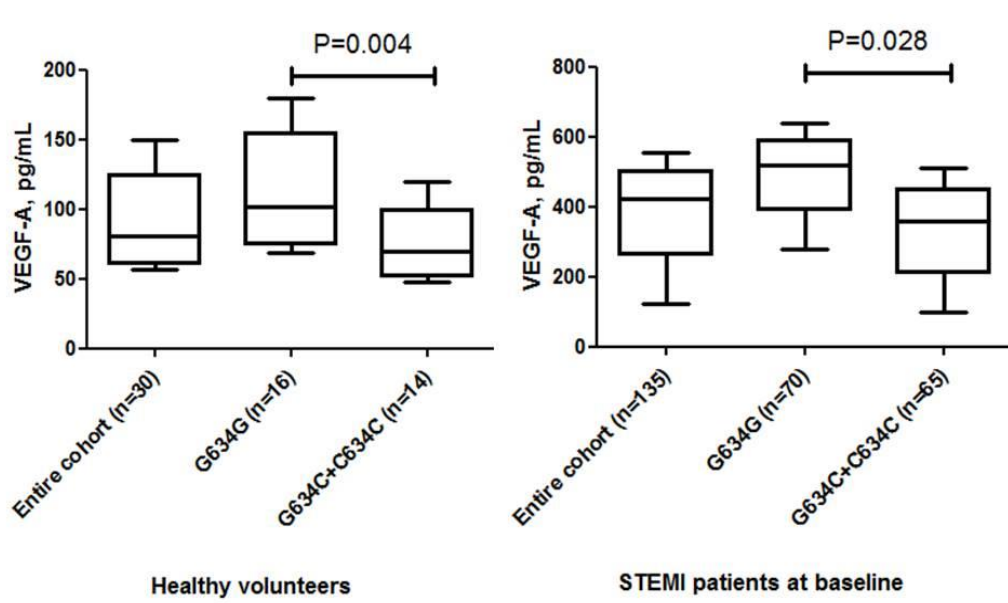 P=0.004
200
150
100
50
0
VEGF-A, pg/mL
Entire cohort (n=30)
G634G (n=16)
G634C+C634C (n=14)
Healthy volunteers
P=0.028
800
600
400
200
0
VEGF-A, pg/mL
Entire cohort (n=135)
G634G (n=70)
G634C+C634C (n=65)
STEMI patients at baseline